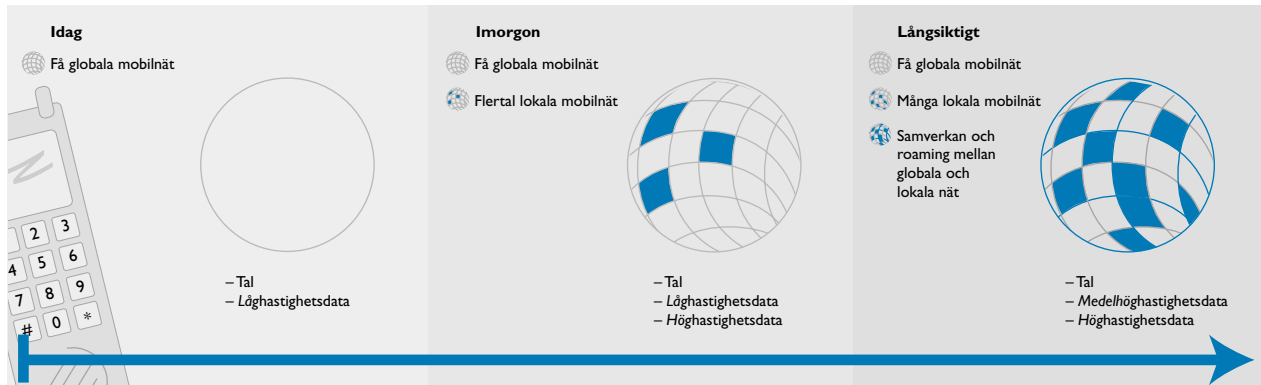 Idag
Få globala mobilnät
– Tal
– Låghastighetsdata
2 3
4 5 6
7 8 9
# 0 *
Imorgon
Få globala mobilnät
Flertal lokala mobilnät
– Tal
– Låghastighetsdata
– Höghastighetsdata
Långsiktigt
Få globala mobilnät
Många lokala mobilnät
Samverkan och
roaming mellan
globala och
lokala nät
– Tal
– Medelhöghastighetsdata
– Höghastighetsdata